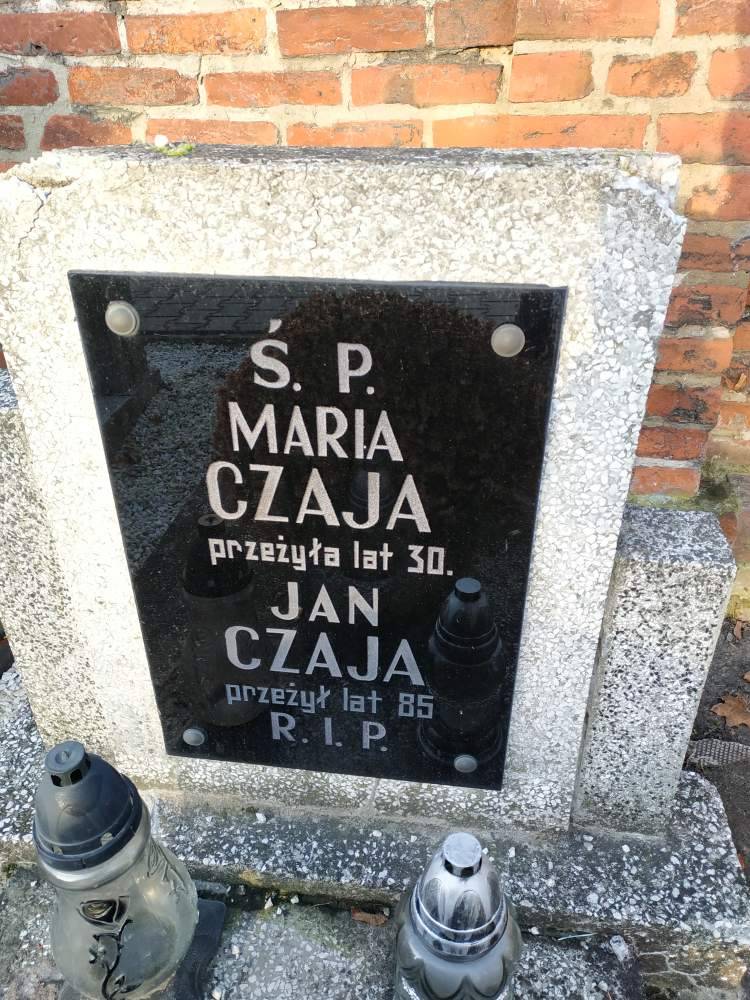 Ś. P.
MARIA
CZAJA
przeżyła lat 30.
JAN
CZAJA
przeżył lat 85
R. I. P.